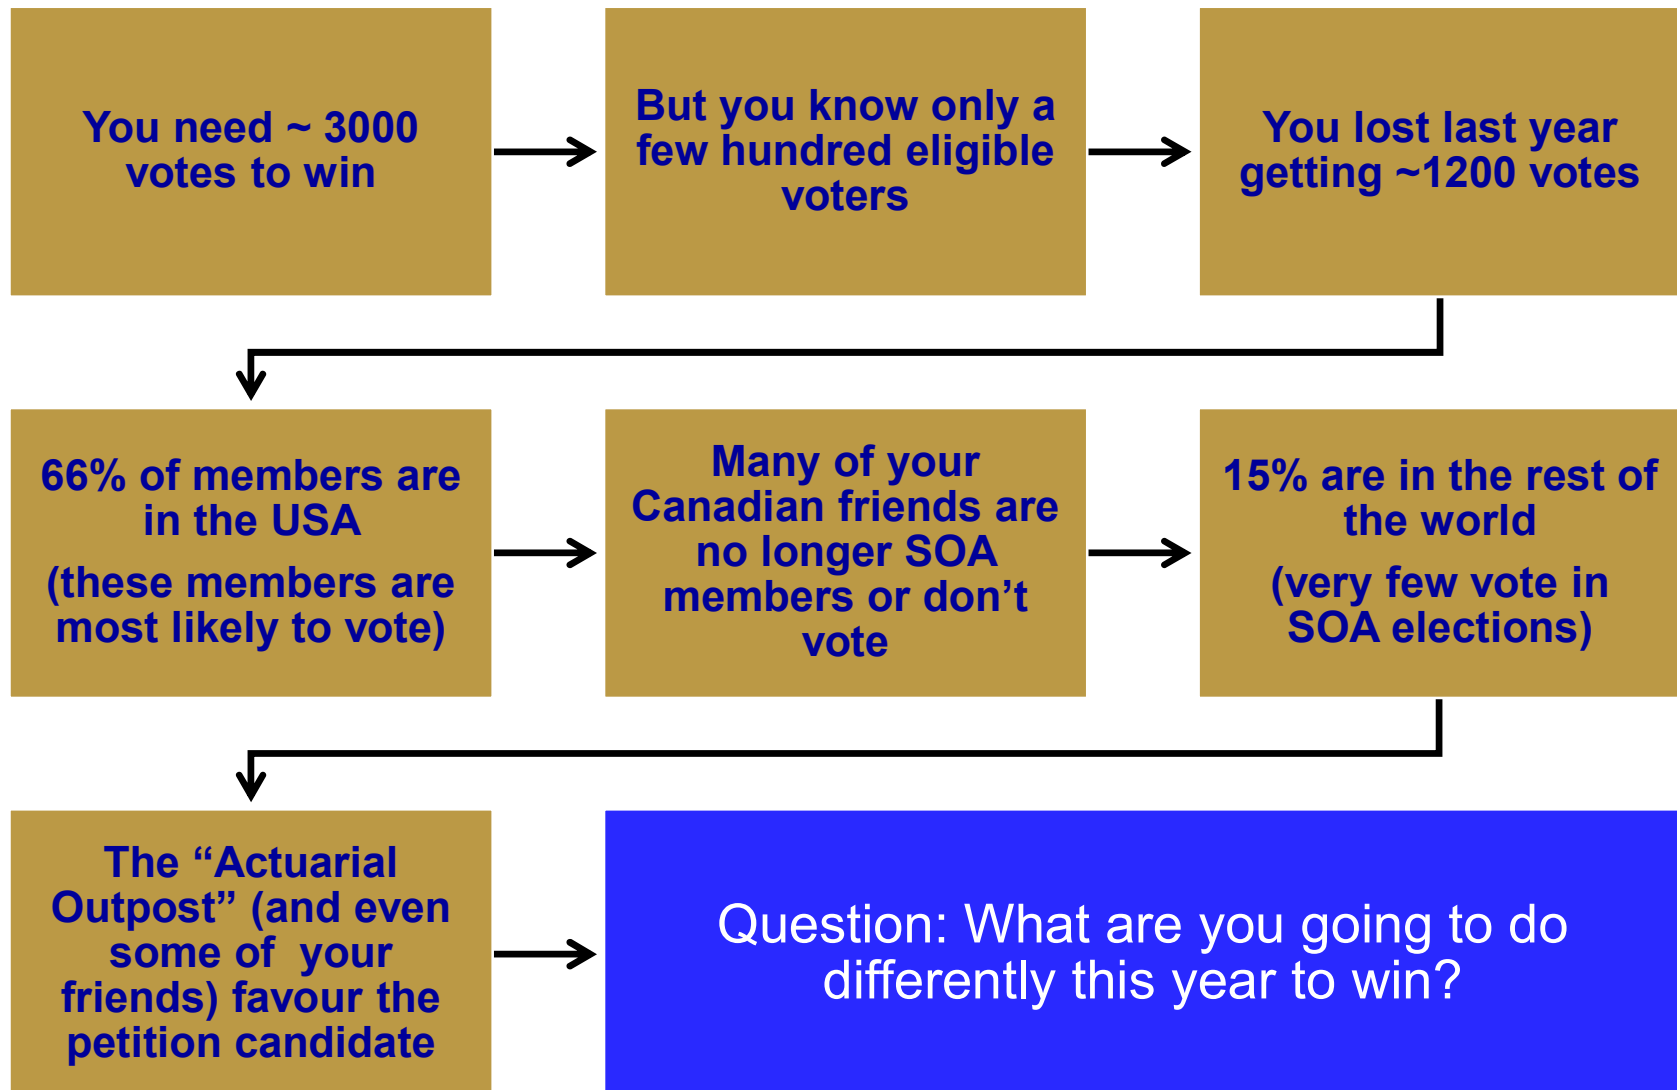 You need ~ 3000
votes to win
But you know only a
few hundred eligible
voters
You lost last year
getting ~1200 votes
66% of members are
in the USA
(these members are
most likely to vote)
Many of your
Canadian friends are
no longer SOA
members or don’t
vote
15% are in the rest of
the world
(very few vote in
SOA elections)
The “Actuarial
Outpost” (and even
some of your
friends) favour the
petition candidate
Question: What are you going to do
differently this year to win?